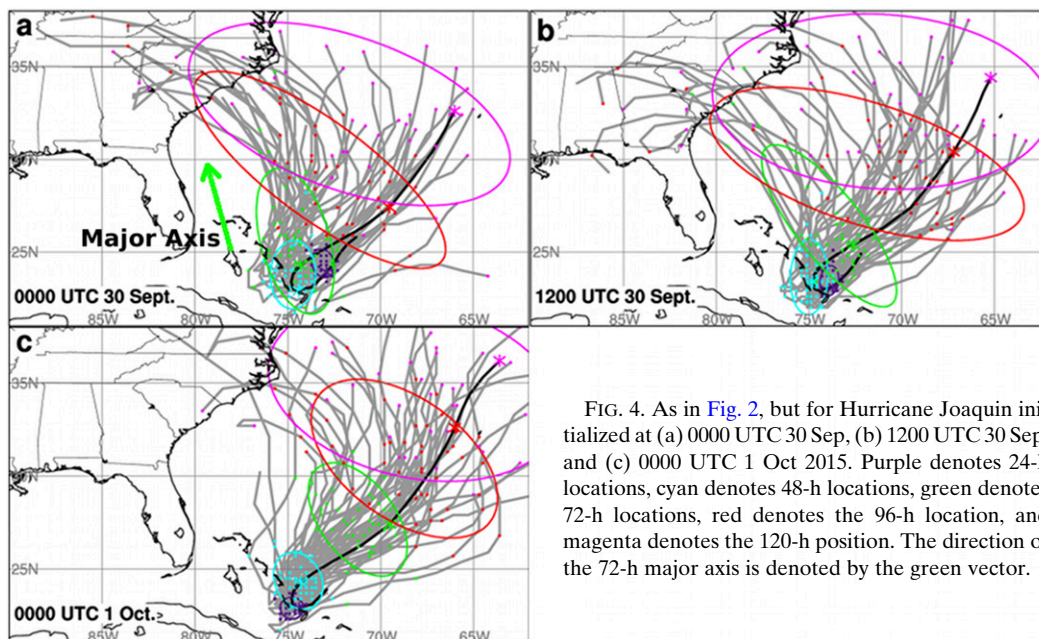 a
35N
30N
25N
Major Axis
0000 UTC 30 Sept.
85W
80W
75W
70W
b
35N
30N
25N
1200 UTC 30 Sept.
85W
80W
75W
70W
65W
c
35N
30N
25N
0000 UTC 1 Oct.
85W
80W
75W
70W
65W
FIG. 4. As in Fig. 2, but for Hurricane Joaquin ini
tialized at (a) 0000 UTC 30 Sep, (b) 1200 UTC 30 Sep
and (c) 0000 UTC 1 Oct 2015. Purple denotes 24-h
locations, cyan denotes 48-h locations, green denote
72-h locations, red denotes the 96-h location, and
magenta denotes the 120-h position. The direction o
the 72-h major axis is denoted by the green vector.